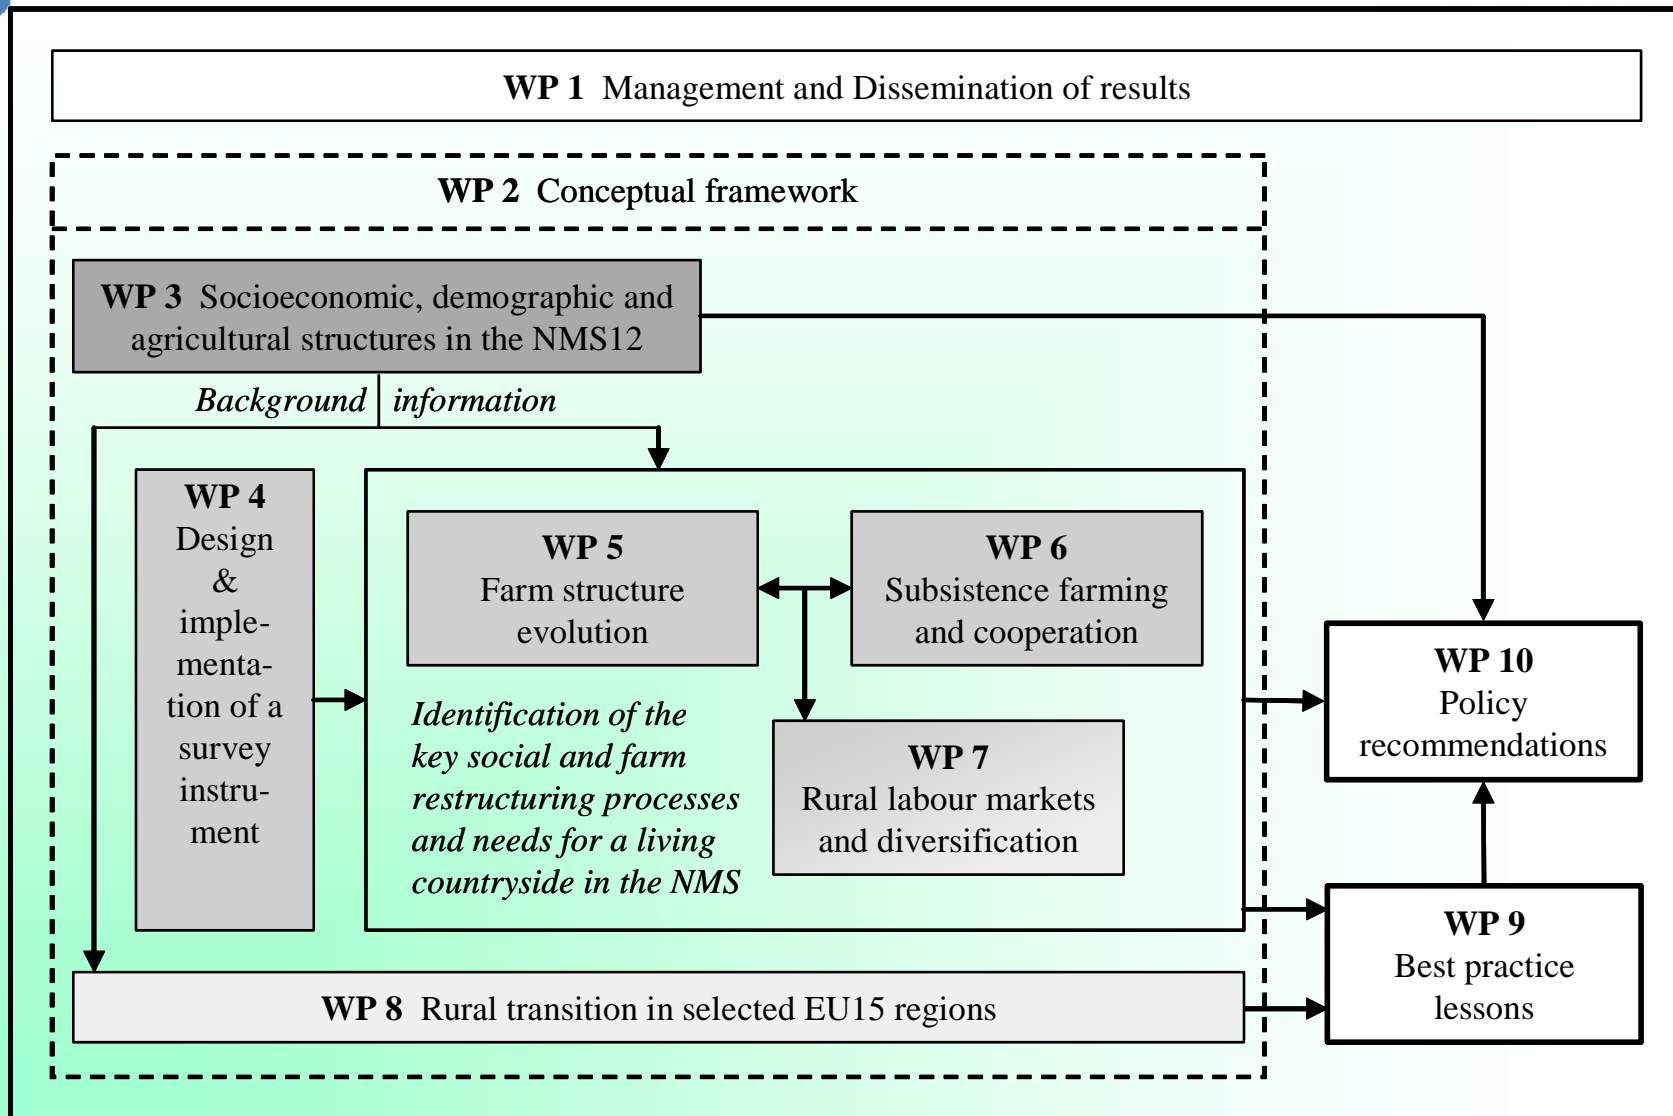 WP 1 Management and Dissemination of results
WP 2 Conceptual framework
WP 3 Socioeconomic, demographic and
agricultural structures in the NMS12
Background information
WP 4
Design
&
imple-
menta-
tion of a
survey
instru-
ment
WP 5
Farm structure
evolution
WP 6
Subsistence farming
and cooperation
Identification of the
key social and farm
restructuring processes
and needs for a living
countryside in the NMS
WP 7
Rural labour markets
and diversification
WP 8 Rural transition in selected EU15 regions
WP 10
Policy
recommendations
WP 9
Best practice
lessons